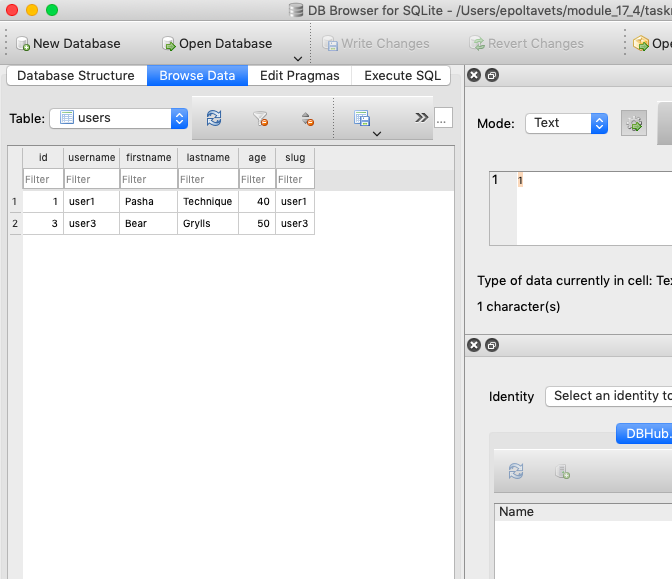 DB Browser for SQLite - /Users/epoltavets/module_17_4/task
New Database Open Database Write Changes Revert Changes Ope
Database Structure Browse Data Edit Pragmas Execute SQL
Table: users ...
Mode: Text
id username firstname lastname age slug
Filter Filter Filter Filter Filter Filter
1 1 user1 Pasha Technique 40 user1
2 3 user3 Bear Grylls 50 user3
1 1
Type of data currently in cell: Te
1 character(s)
Identity Select an identity to
DBHub.
Name